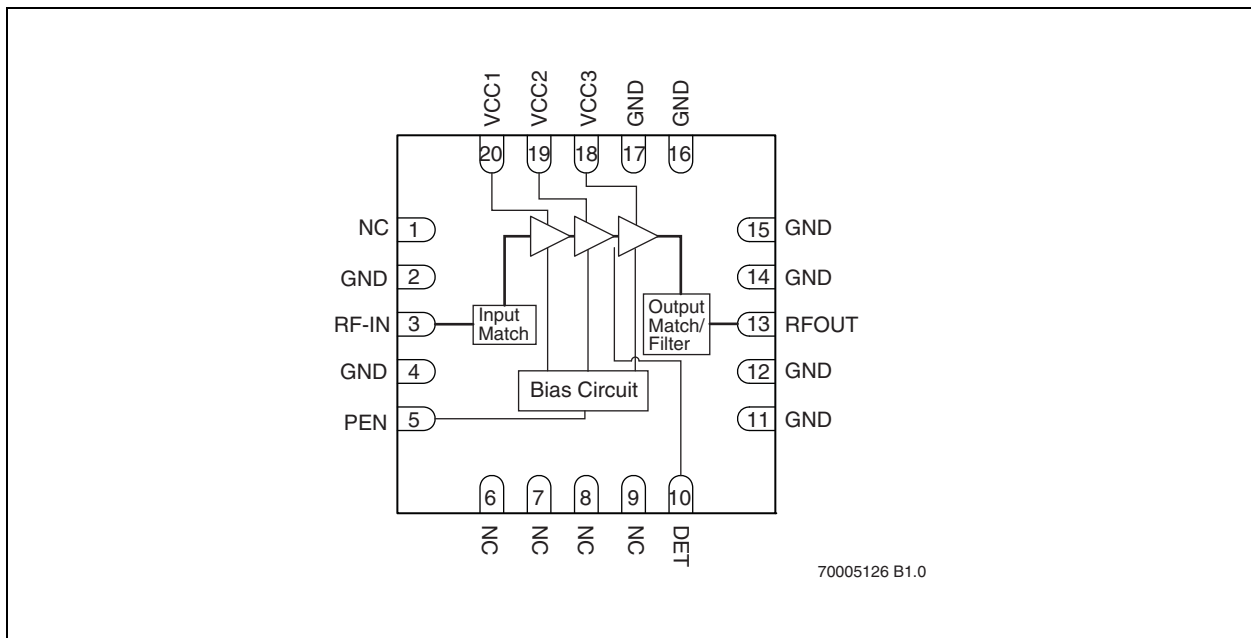 VCC1
VCC2
VCC3
GND
GND
20
19
18
17
16
NC
1
15
GND
GND
2
14
GND
RF-IN
3
Input
Match
Output
Match/
Filter
13
RFOUT
GND
4
12
GND
Bias Circuit
PEN
5
11
GND
6
7
8
9
10
NC
NC
NC
NC
DET
70005126 B1.0